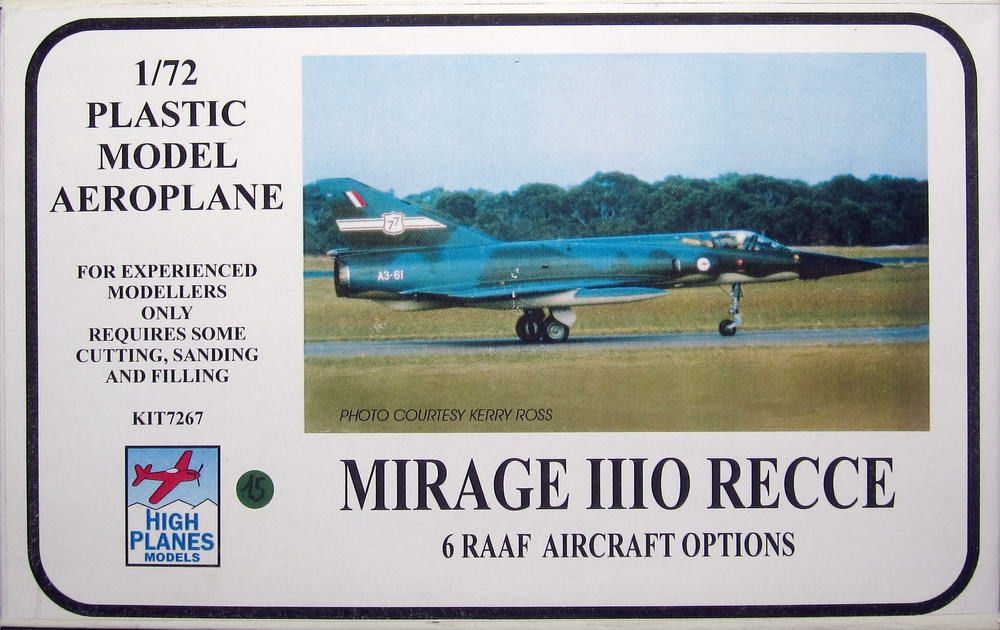 1/72
PLASTIC
MODEL
AEROPLANE
FOR EXPERIENCED
MODELLERS
ONLY
REQUIRES SOME
CUTTING, SANDING
AND FILLING
KIT7267
HIGH
PLANES
MODELS
15
77
A3-61
PHOTO COURTESY KERRY ROSS
MIRAGE IIIO RECCE
6 RAAF AIRCRAFT OPTIONS